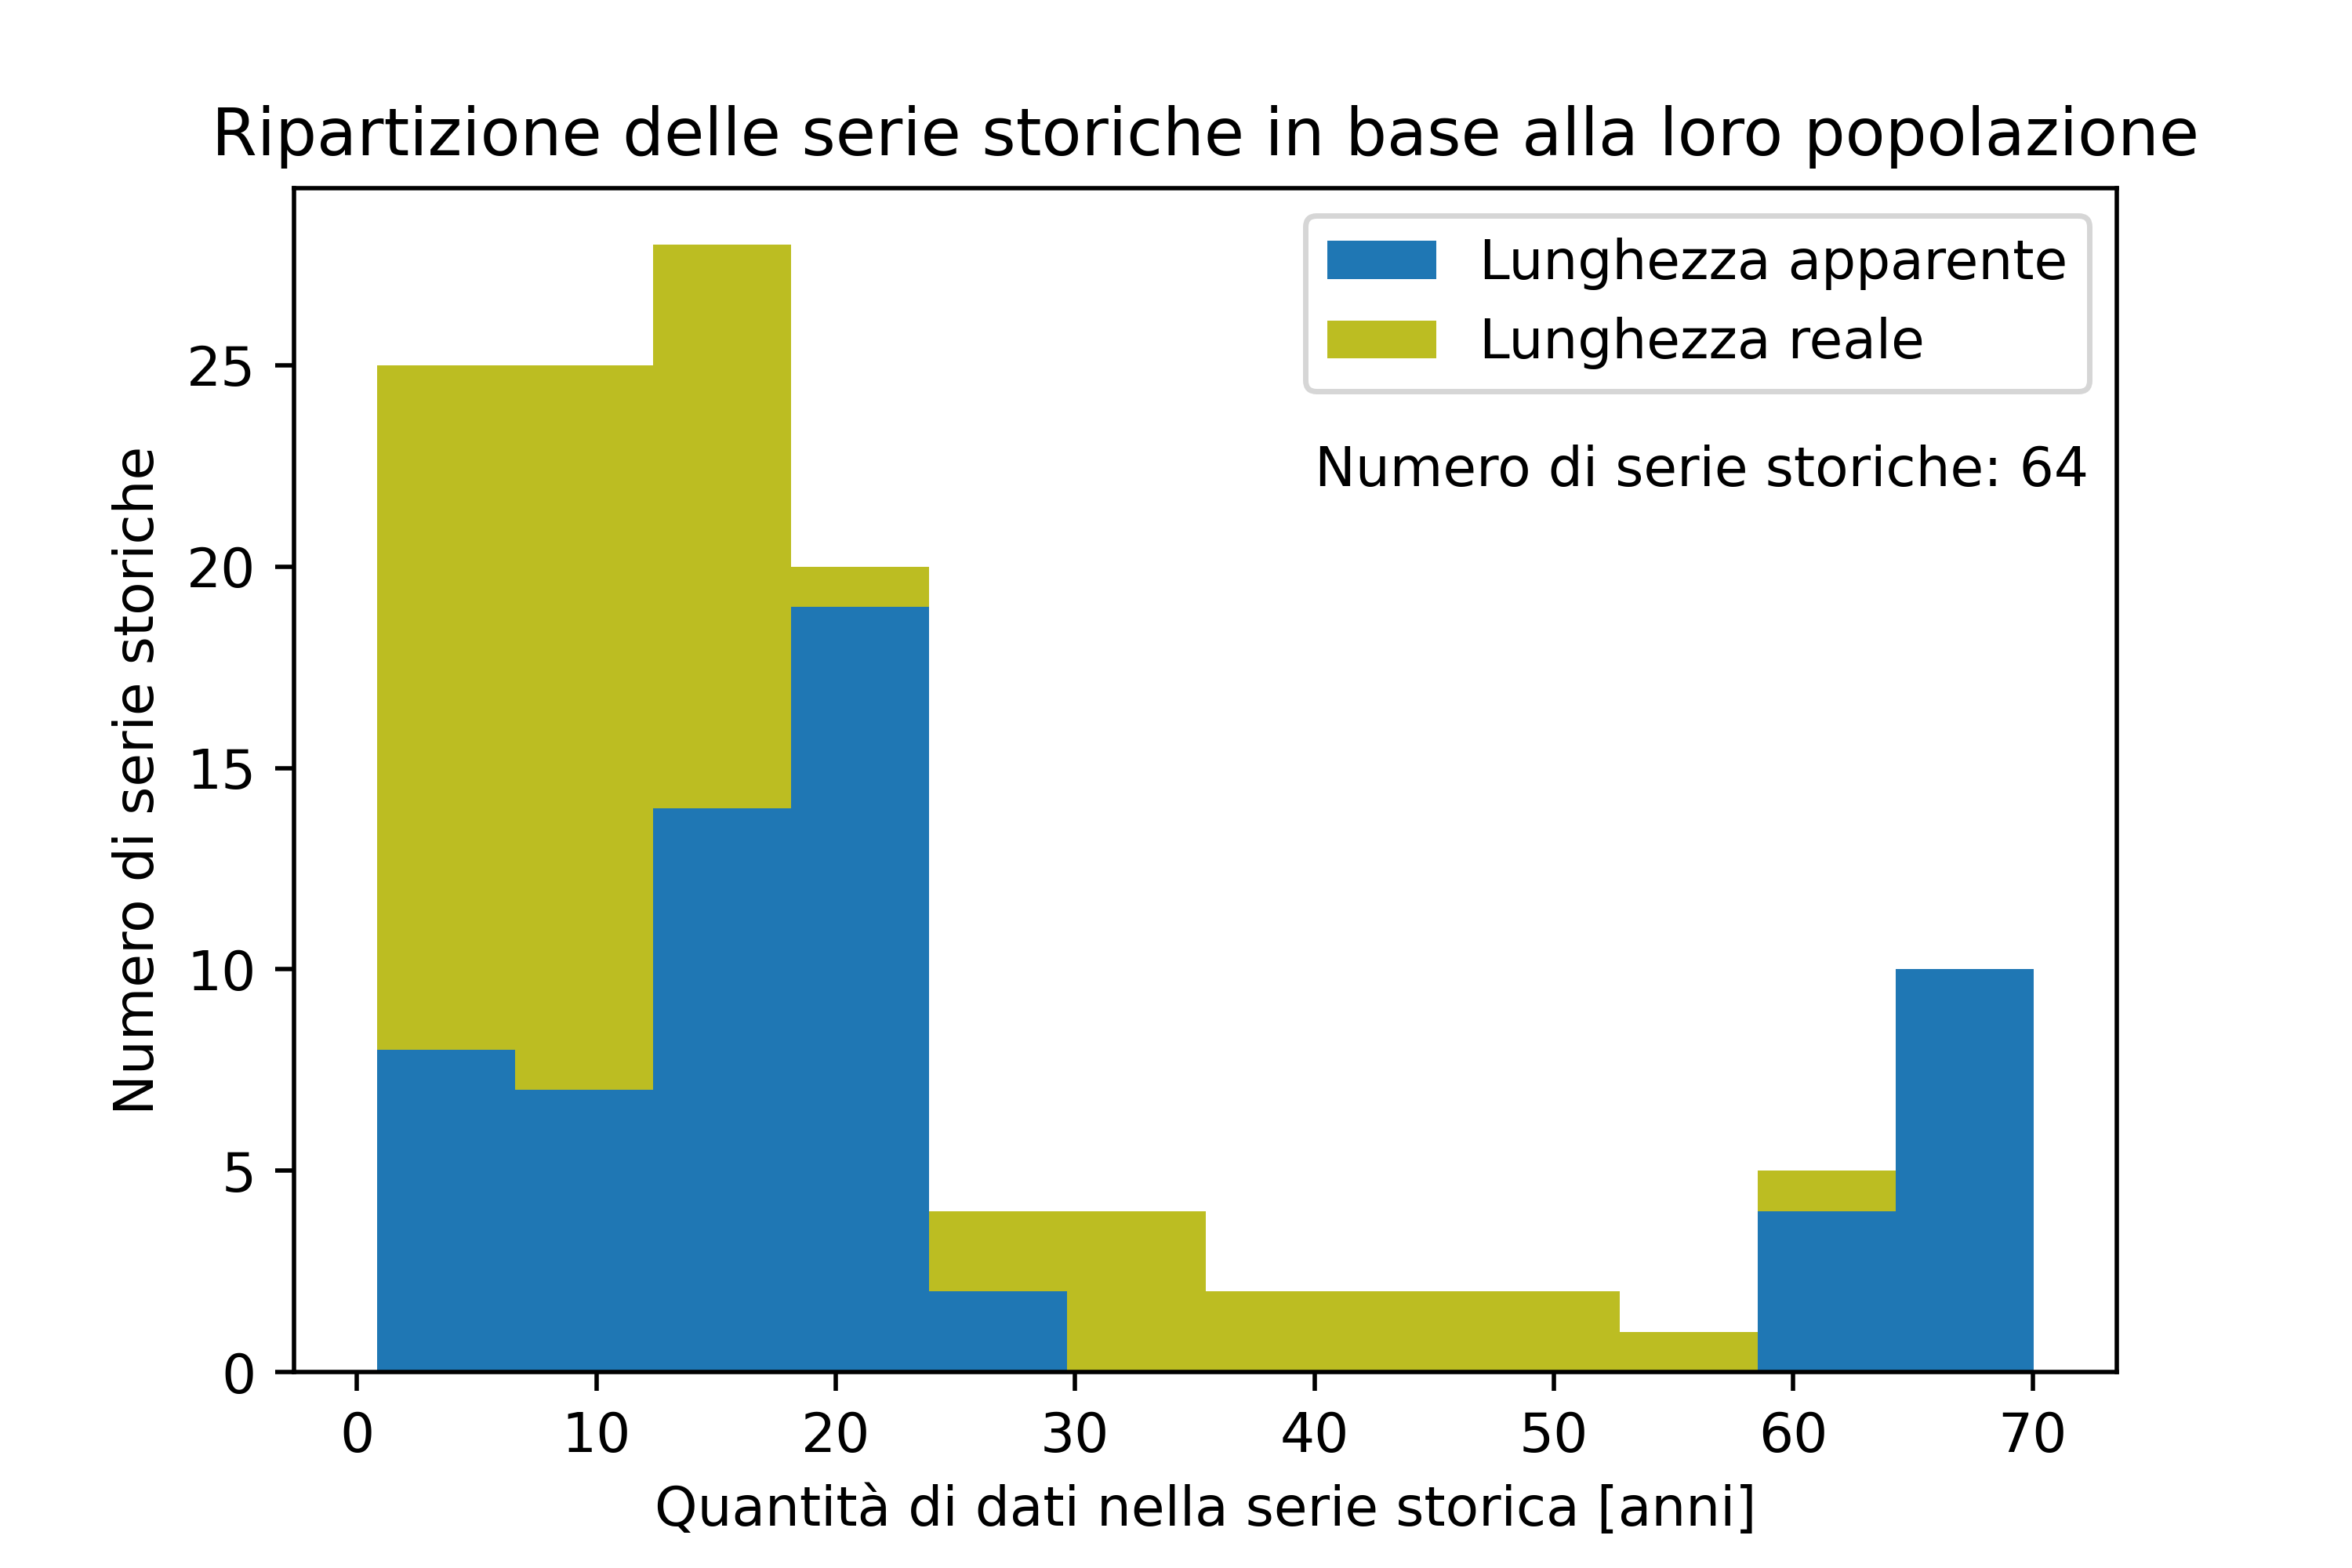 Ripartizione delle serie storiche in base alla loro popolazione
Lunghezza apparente
Lunghezza reale
Numero di serie storiche: 64
Numero di serie storiche
25
20
15
10
5
0
0 10 20 30 40 50 60 70
Quantità di dati nella serie storica [anni]